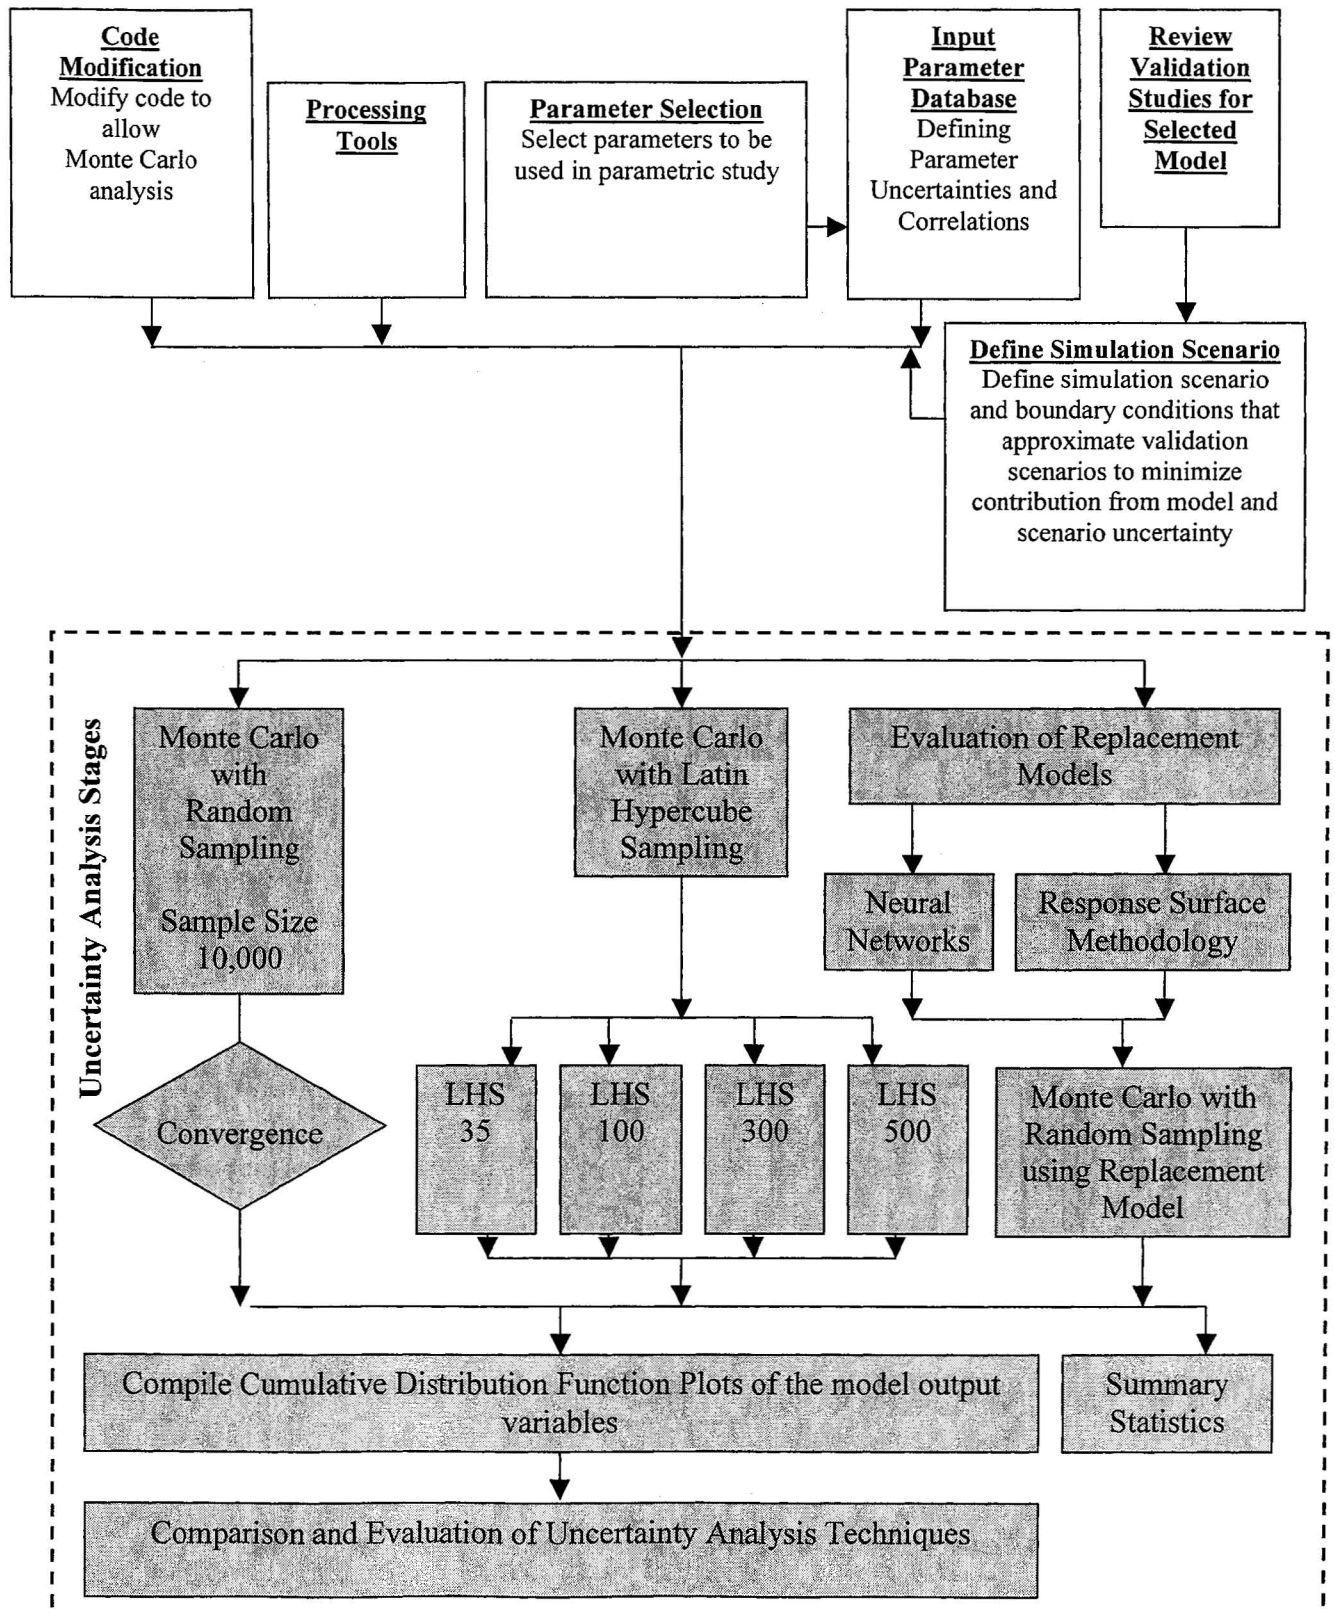 Code
Modification
Modify code to
allow
Monte Carlo
analysis
Processing
Tools
Parameter Selection
Select parameters to be
used in parametric study
Input
Parameter
Database
Defining
Parameter
Uncertainties and
Correlations
Review
Validation
Studies for
Selected
Model
Define Simulation Scenario
Define simulation scenario
and boundary conditions that
approximate validation
scenarios to minimize
contribution from model and
scenario uncertainty
Uncertainty Analysis Stages
Monte Carlo
with
Random
Sampling
Sample Size
10,000
Monte Carlo
with Latin
Hypercube
Sampling
Evaluation of Replacement
Models
Neural
Networks
Response Surface
Methodology
Convergence
LHS
35
LHS
100
LHS
300
LHS
500
Monte Carlo with
Random Sampling
using Replacement
Model
Compile Cumulative Distribution Function Plots of the model output
variables
Summary
Statistics
Comparison and Evaluation of Uncertainty Analysis Techniques